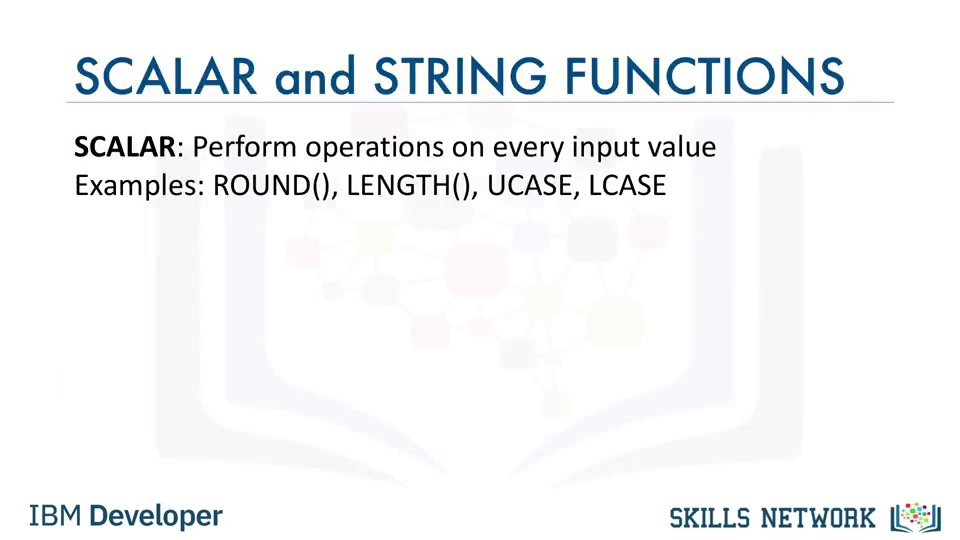 SCALAR and STRING FUNCTIONS
SCALAR: Perform operations on every input value
Examples: ROUND(), LENGTH(), UCASE, LCASE
IBM Developer
SKILLS NETWORK